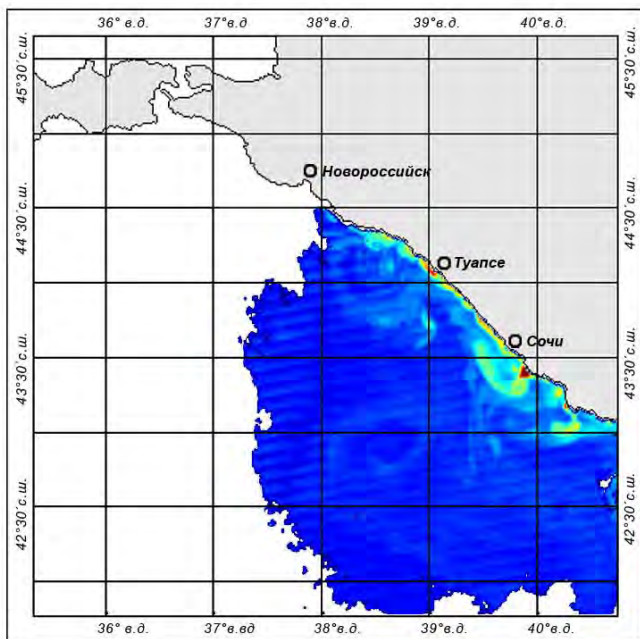 36° в.д. 37° в.д 38° в.д. 39° в.д. 40° в.д.
45°30´с.ш.
45°30´с.ш.
Новороссийск
44°30´с.ш.
44°30´с.ш.
Туапсе
Сочи
43°30´с.ш.
43°30´с.ш.
42°30´с.ш.
42°30´с.ш.
36° в.д. 37°в.вд 38° в.д. 39° в.д. 40°в.д.